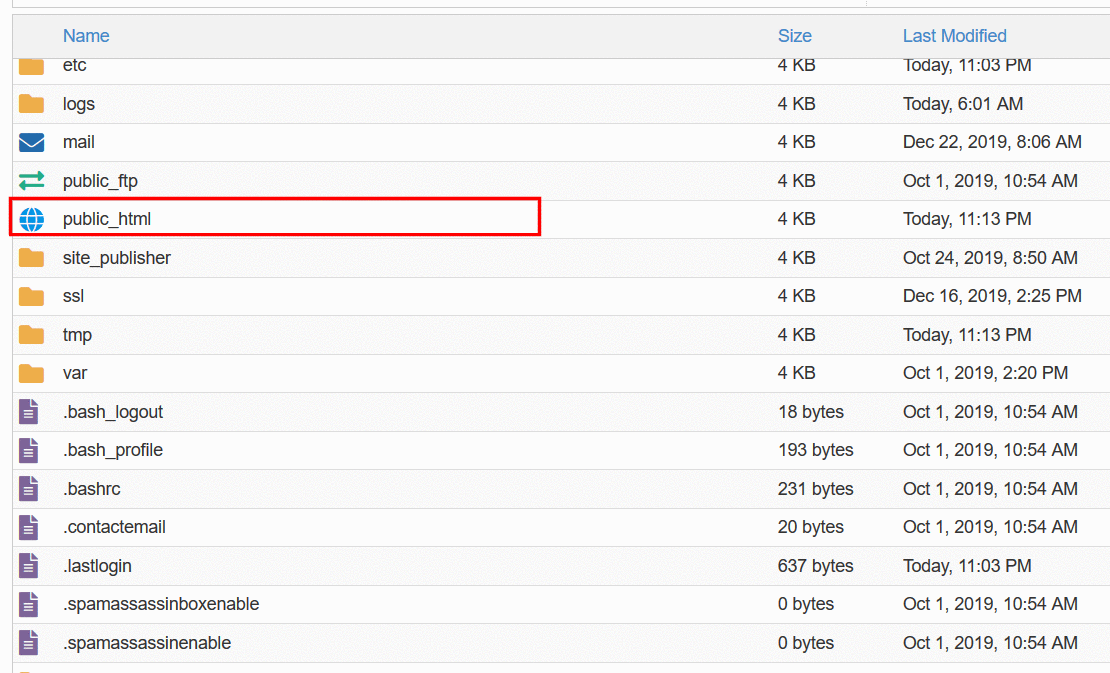 Name Size Last Modified
etc 4 KB Today, 11:03 PM
logs 4 KB Today, 6:01 AM
mail 4 KB Dec 22, 2019, 8:06 AM
public_ftp 4 KB Oct 1, 2019, 10:54 AM
public_html 4 KB Today, 11:13 PM
site_publisher 4 KB Oct 24, 2019, 8:50 AM
ssl 4 KB Dec 16, 2019, 2:25 PM
tmp 4 KB Today, 11:13 PM
var 4 KB Oct 1, 2019, 2:20 PM
.bash_logout 18 bytes Oct 1, 2019, 10:54 AM
.bash_profile 193 bytes Oct 1, 2019, 10:54 AM
.bashrc 231 bytes Oct 1, 2019, 10:54 AM
.contactemail 20 bytes Oct 1, 2019, 10:54 AM
.lastlogin 637 bytes Today, 11:03 PM
.spamassassinboxenable 0 bytes Oct 1, 2019, 10:54 AM
.spamassassinenable 0 bytes Oct 1, 2019, 10:54 AM